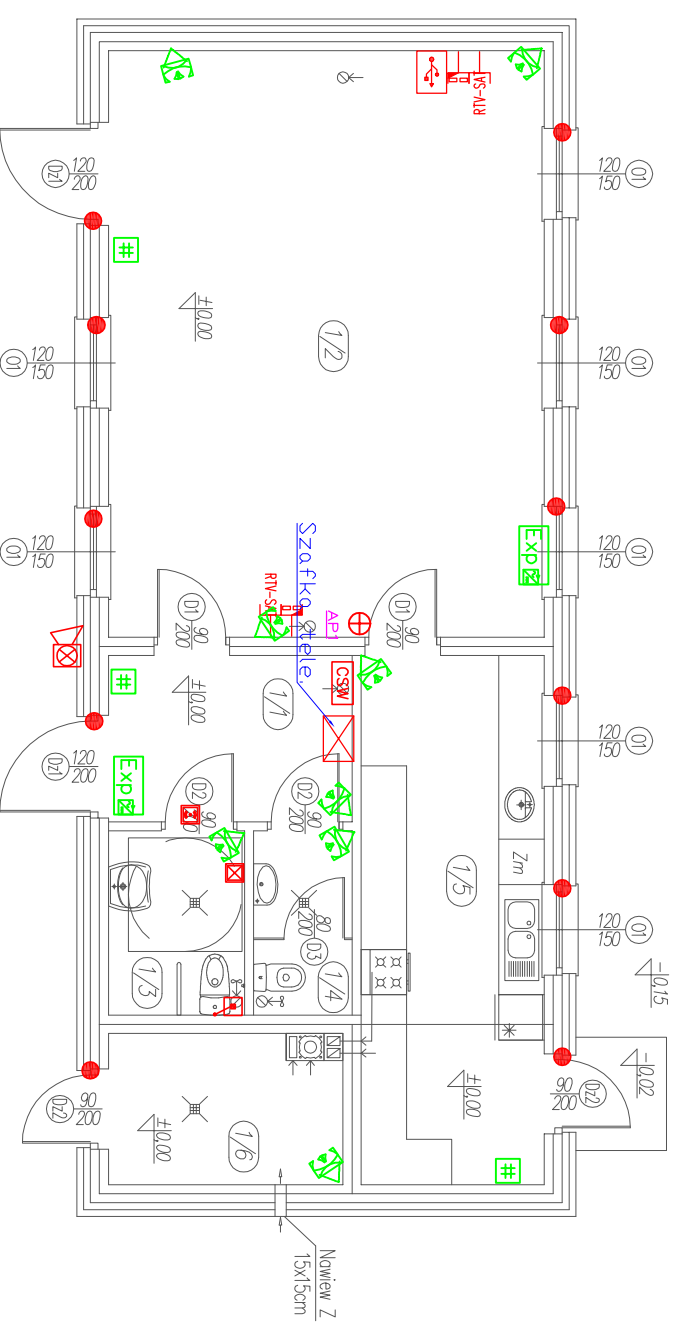 RTV-SAT
O1
120
150
O1
120
150
O1
120
150
O1
120
150
O1
120
150
Dz1
120
200
#
±0,00
1/2
O1
120
150
O1
120
150
Exp
Szafka tele.
RTV-SAT
AP1
D1
90
200
D1
90
200
CSW
#
±0,00
1/1
Dz1
120
200
Exp
D2
90
200
D2
90
200
Zm
1/5
80
200
D3
1/3
1/4
-0,15
-0,02
±0,00
90
200
Dz2
Dz2
90
200
±0,00
1/6
#
Nawiew Z
15x15cm